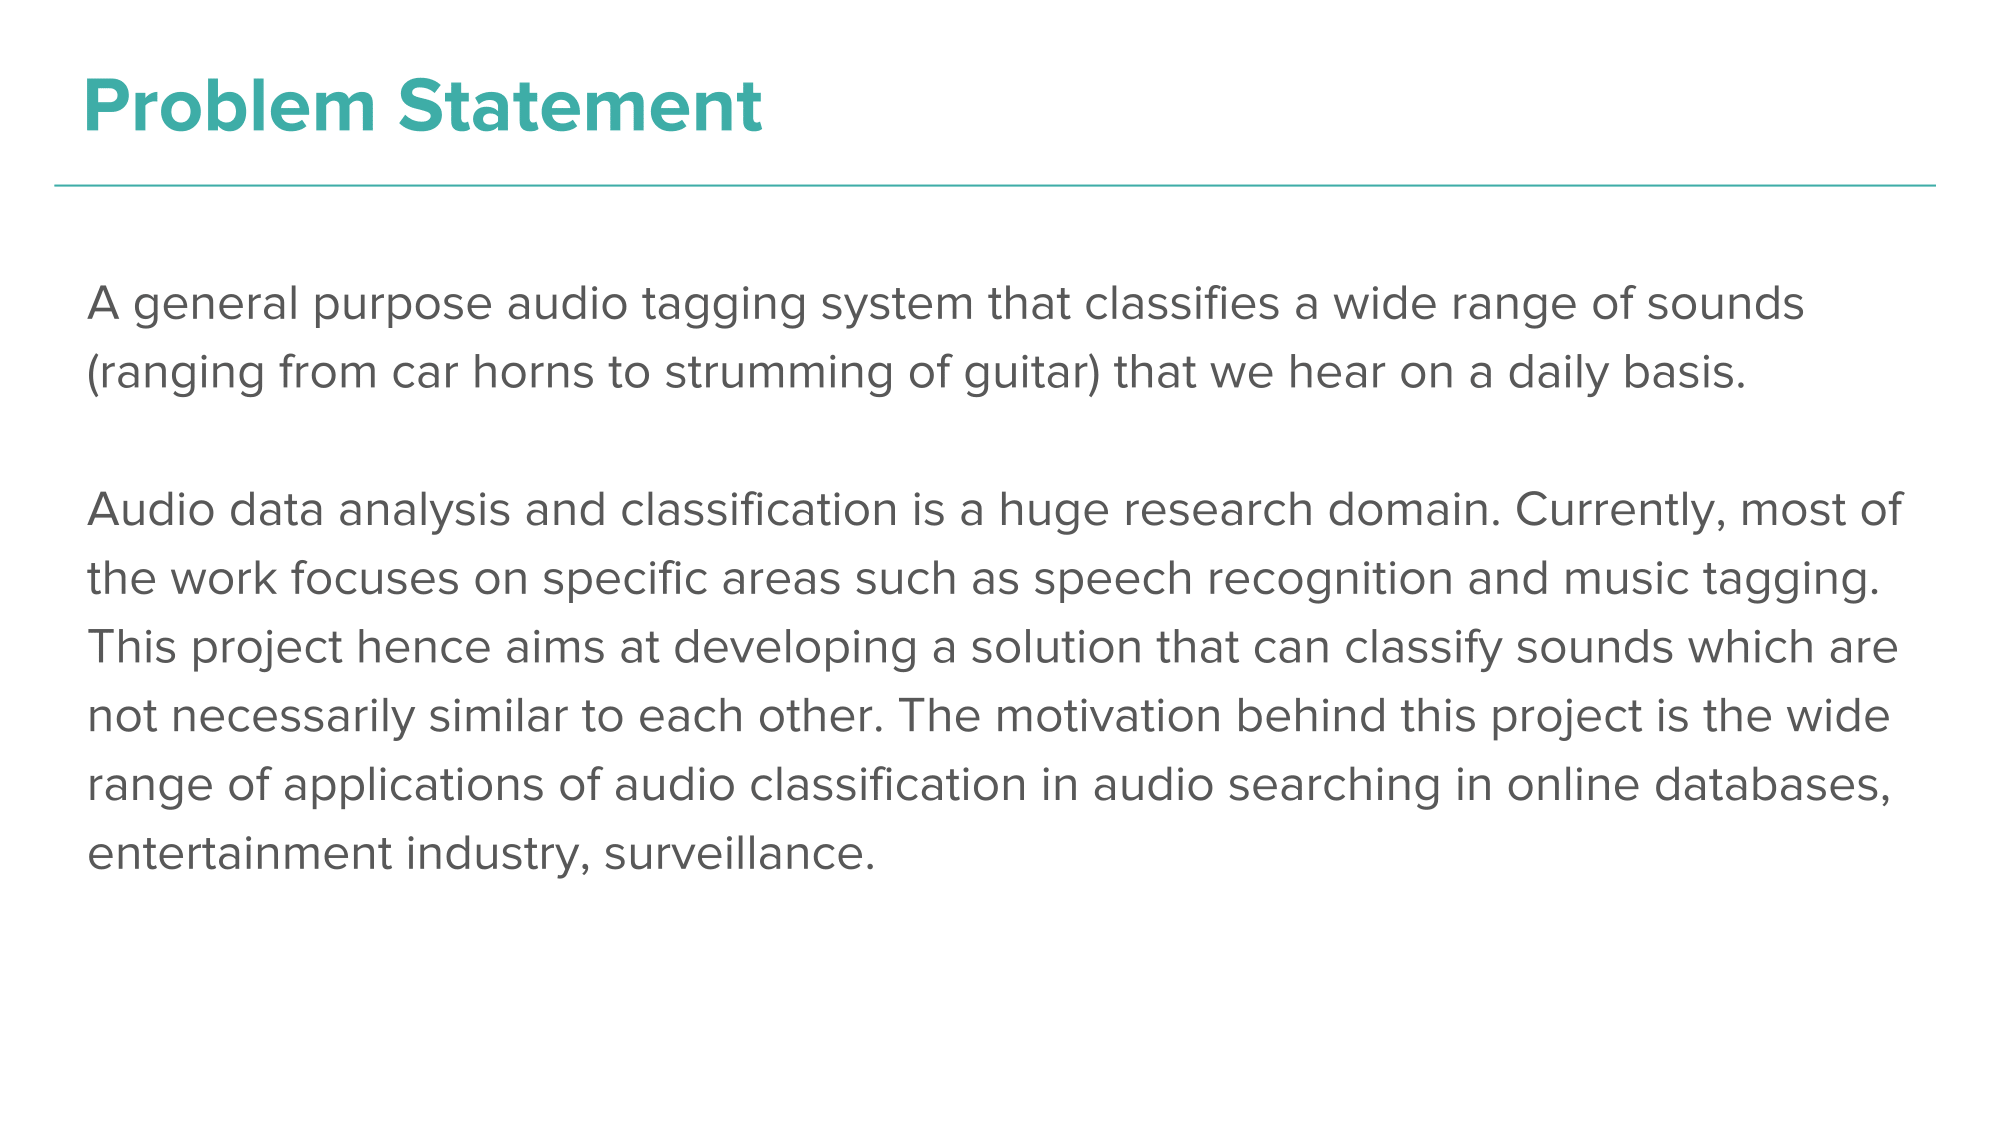 Problem Statement
A general purpose audio tagging system that classifies a wide range of sounds
(ranging from car horns to strumming of guitar) that we hear on a daily basis.
Audio data analysis and classification is a huge research domain. Currently, most of
the work focuses on specific areas such as speech recognition and music tagging.
This project hence aims at developing a solution that can classify sounds which are
not necessarily similar to each other. The motivation behind this project is the wide
range of applications of audio classification in audio searching in online databases,
entertainment industry, surveillance.